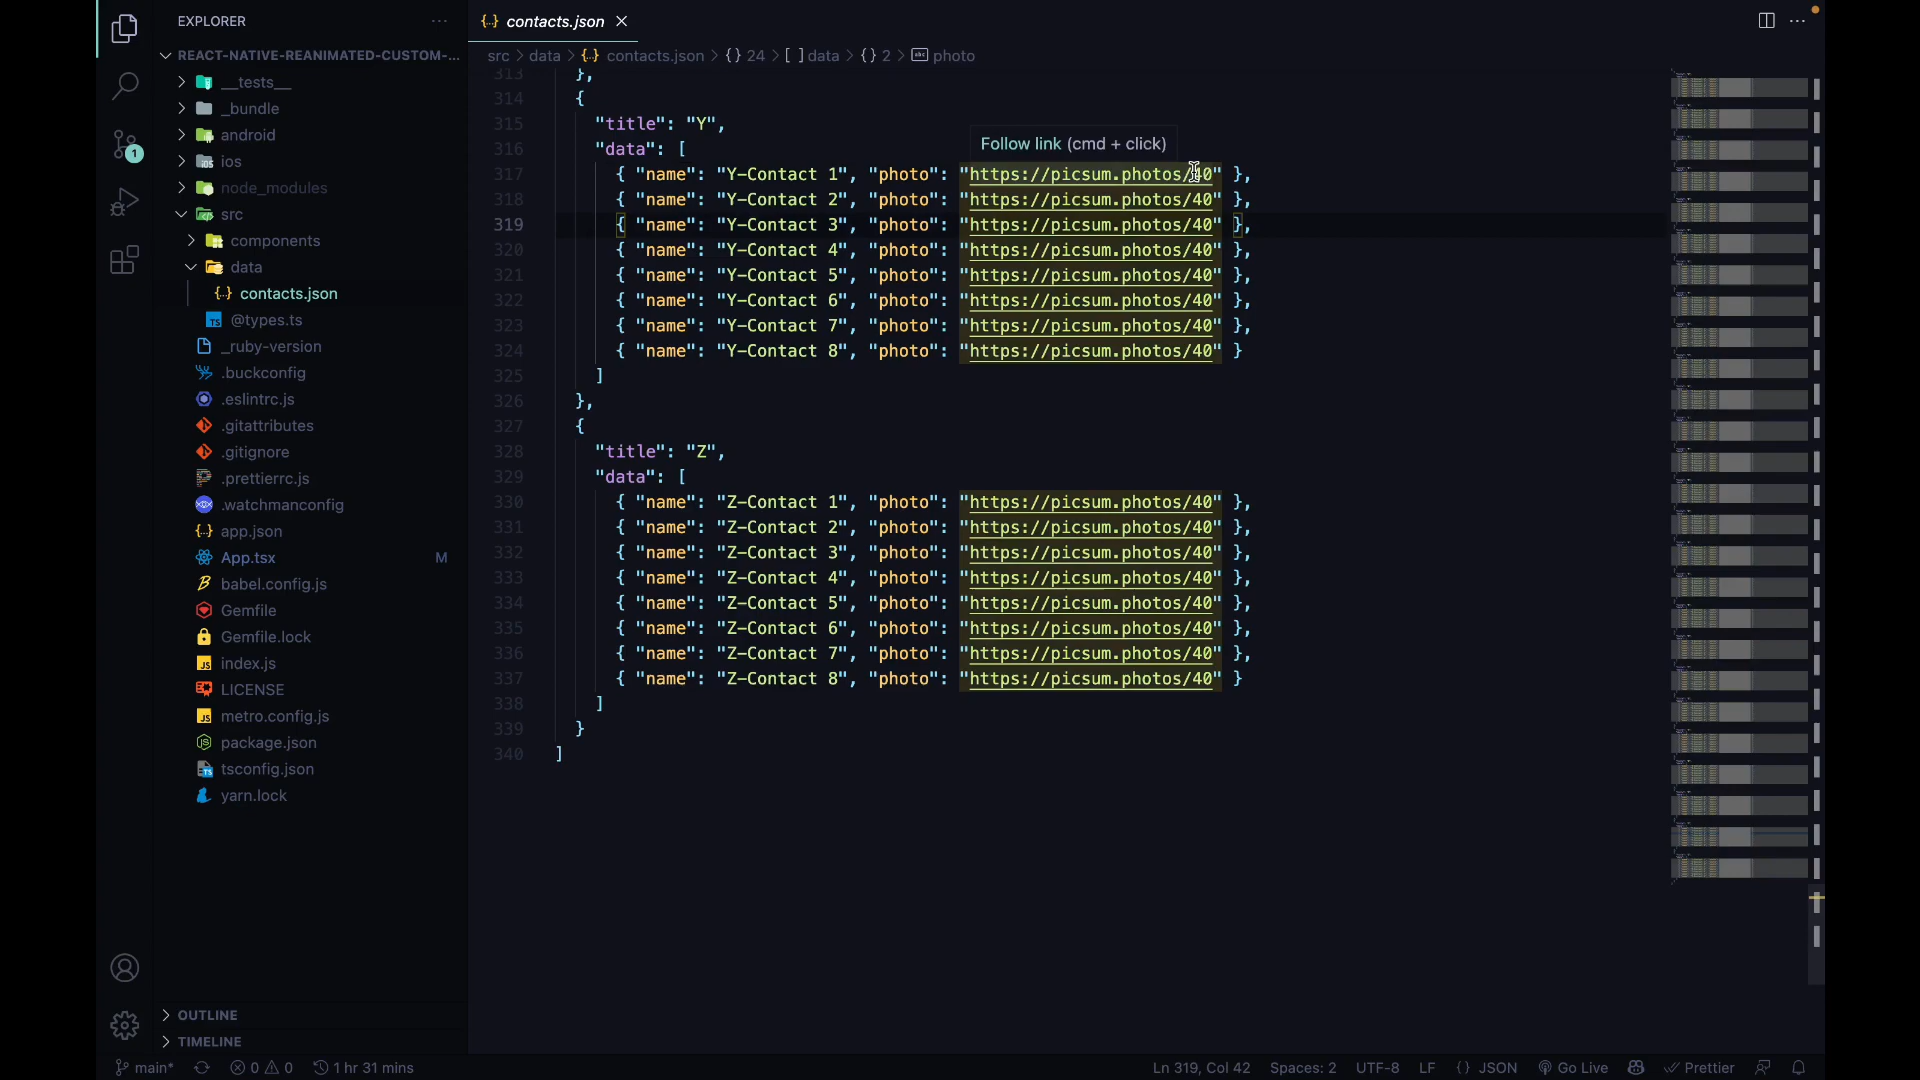 EXPLORER
REACT-NATIVE-REANIMATED-CUSTOM-...
__tests__
_bundle
android
ios
node_modules
src
components
data
contacts.json
@types.ts
_ruby-version
.buckconfig
.eslintrc.js
.gitattributes
.gitignore
.prettierrc.js
.watchmanconfig
app.json
App.tsx M
babel.config.js
Gemfile
Gemfile.lock
index.js
LICENSE
metro.config.js
package.json
tsconfig.json
yarn.lock
OUTLINE
TIMELINE
1
contacts.json
src > data > {} contacts.json > {} 24 > [ ] data > {} 2 > photo
313 },
314 {
315 "title": "Y",
316 "data": [
Follow link (cmd + click)
317 { "name": "Y-Contact 1", "photo": "https://picsum.photos/40" },
318 { "name": "Y-Contact 2", "photo": "https://picsum.photos/40" },
319 { "name": "Y-Contact 3", "photo": "https://picsum.photos/40" },
320 { "name": "Y-Contact 4", "photo": "https://picsum.photos/40" },
321 { "name": "Y-Contact 5", "photo": "https://picsum.photos/40" },
322 { "name": "Y-Contact 6", "photo": "https://picsum.photos/40" },
323 { "name": "Y-Contact 7", "photo": "https://picsum.photos/40" },
324 { "name": "Y-Contact 8", "photo": "https://picsum.photos/40" }
325 ]
326 },
327 {
328 "title": "Z",
329 "data": [
330 { "name": "Z-Contact 1", "photo": "https://picsum.photos/40" },
331 { "name": "Z-Contact 2", "photo": "https://picsum.photos/40" },
332 { "name": "Z-Contact 3", "photo": "https://picsum.photos/40" },
333 { "name": "Z-Contact 4", "photo": "https://picsum.photos/40" },
334 { "name": "Z-Contact 5", "photo": "https://picsum.photos/40" },
335 { "name": "Z-Contact 6", "photo": "https://picsum.photos/40" },
336 { "name": "Z-Contact 7", "photo": "https://picsum.photos/40" },
337 { "name": "Z-Contact 8", "photo": "https://picsum.photos/40" }
338 ]
339 }
340 ]
main* 0 0 1 hr 31 mins Ln 319, Col 42 Spaces: 2 UTF-8 LF {} JSON Go Live Prettier